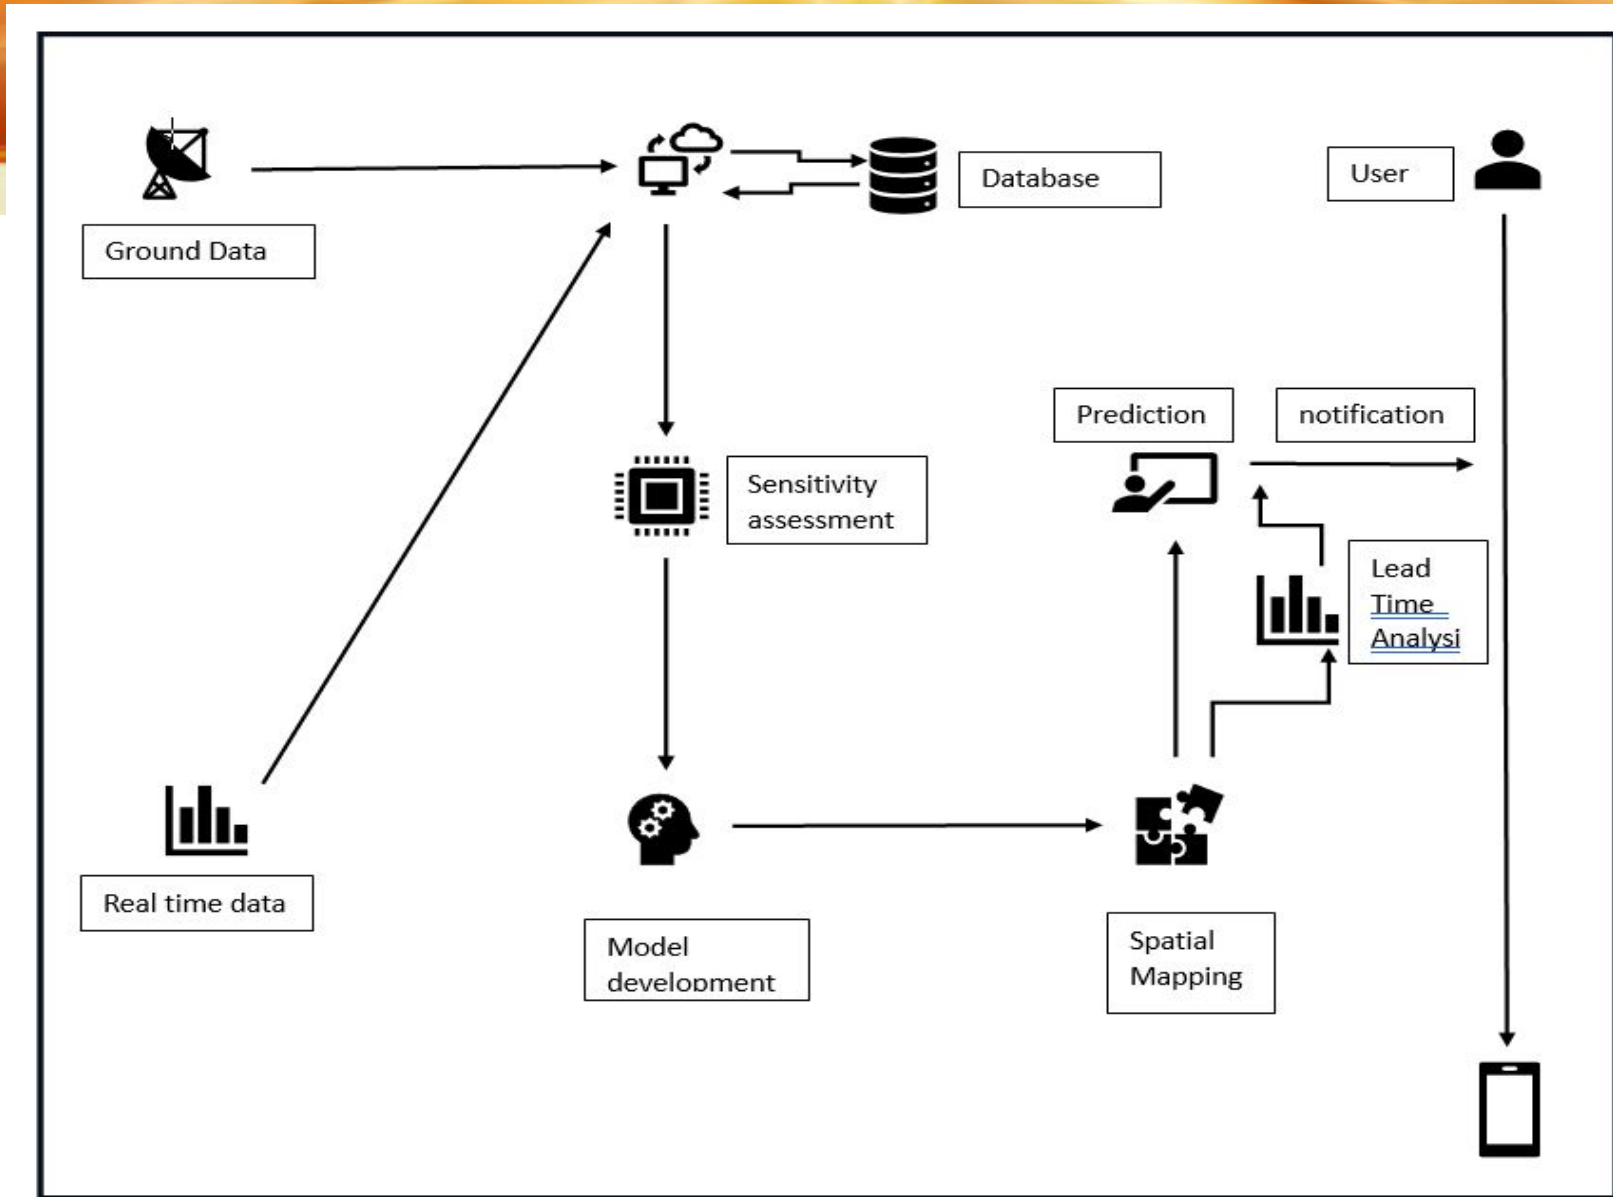 Ground Data
Database
User
Prediction
notification
Sensitivity
assessment
Lead
Time
Analysi
Real time data
Model
development
Spatial
Mapping